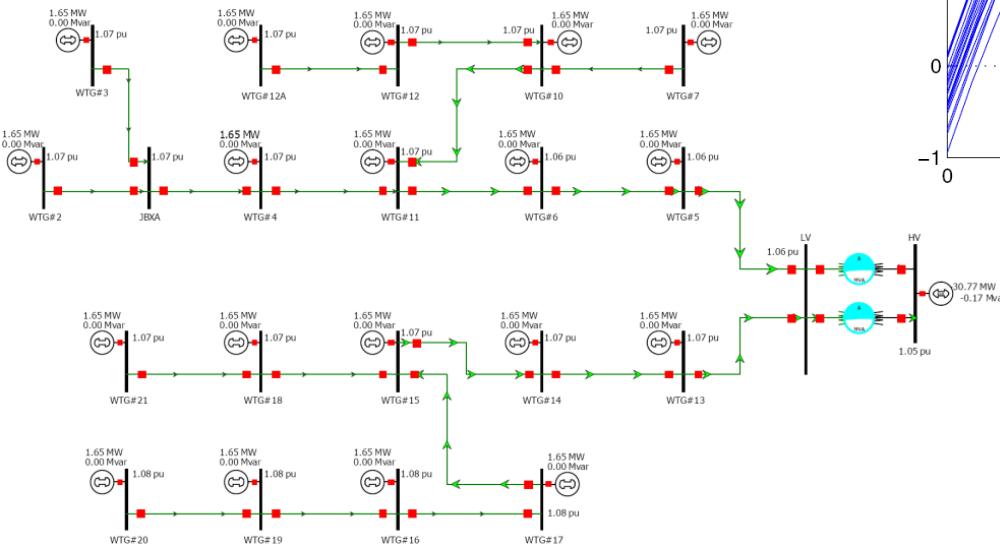 1.65 MW
0.00 Mvar
1.07 pu
WTG#3
1.65 MW
0.00 Mvar
1.07 pu
WTG#12A
1.65 MW
0.00 Mvar
1.07 pu
WTG#12
1.07 pu
1.65 MW
0.00 Mvar
WTG#10
1.07 pu
1.65 MW
0.00 Mvar
WTG#7
0
−1
0
1.65 MW
0.00 Mvar
1.07 pu
WTG#2
1.07 pu
JBXA
1.65 MW
0.00 Mvar
1.07 pu
WTG#4
1.65 MW
0.00 Mvar
1.07 pu
WTG#11
1.65 MW
0.00 Mvar
1.06 pu
WTG#6
1.65 MW
0.00 Mvar
1.06 pu
WTG#5
LV
1.06 pu
A
MVA
A
MVA
HV
30.77 MW
-0.17 Mva
1.05 pu
1.65 MW
0.00 Mvar
1.07 pu
WTG#21
1.65 MW
0.00 Mvar
1.07 pu
WTG#18
1.65 MW
0.00 Mvar
1.07 pu
WTG#15
1.65 MW
0.00 Mvar
1.07 pu
WTG#14
1.65 MW
0.00 Mvar
1.07 pu
WTG#13
1.65 MW
0.00 Mvar
1.08 pu
WTG#20
1.65 MW
0.00 Mvar
1.08 pu
WTG#19
1.65 MW
0.00 Mvar
1.08 pu
WTG#16
1.65 MW
0.00 Mvar
1.08 pu
WTG#17